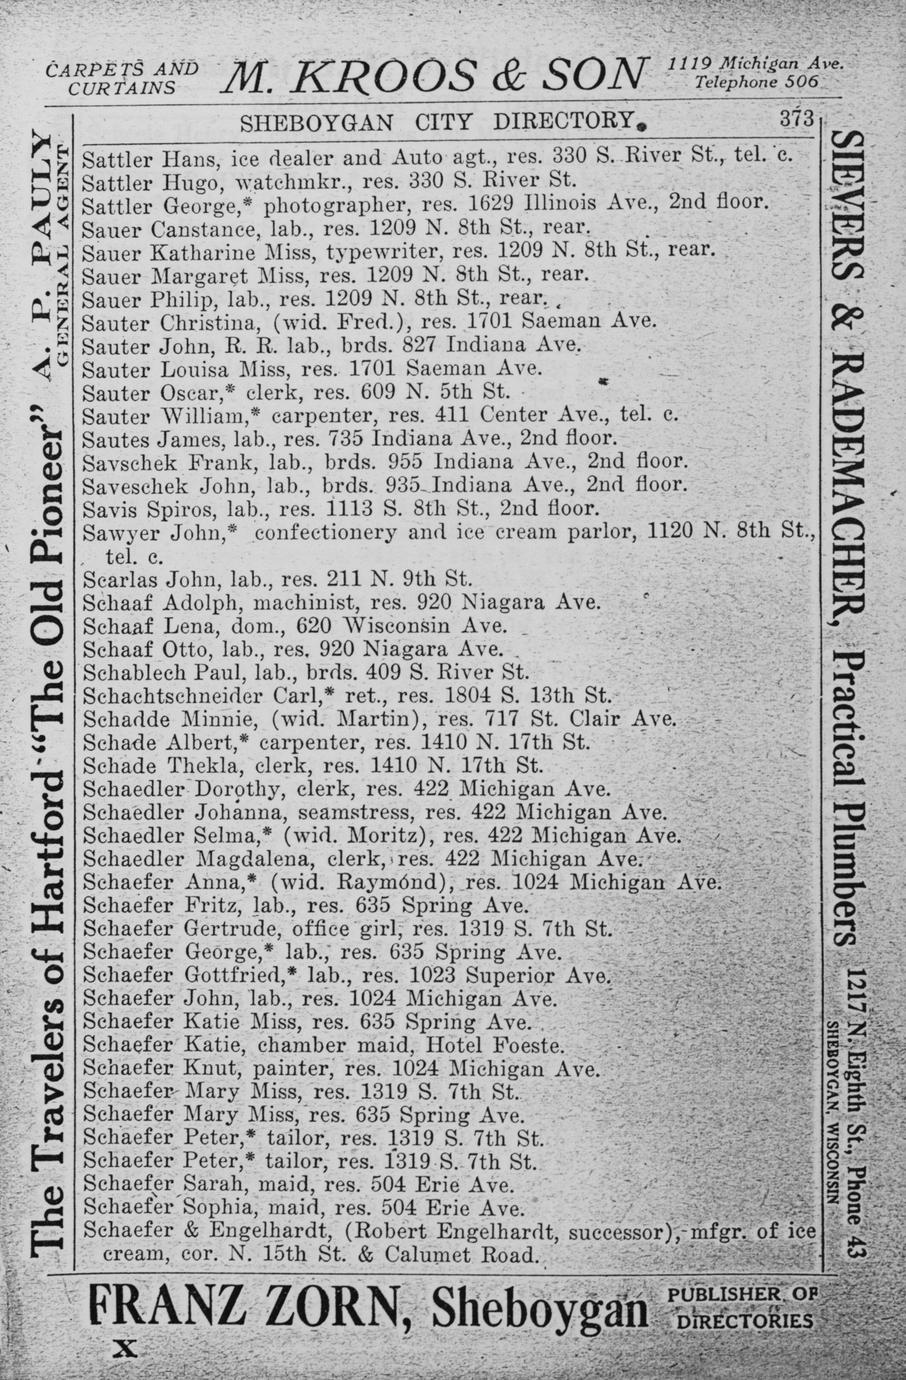 CARPETS AND
CURTAINS
M. KROOS & SON
1119 Michigan Ave.
Telephone 506
SHEBOYGAN CITY DIRECTORY. 373
Sattler Hans, ice dealer and Auto agt., res. 330 S. River St., tel. c.
Sattler Hugo, watchmkr., res. 330 S. River St.
Sattler George,* photographer, res. 1629 Illinois Ave., 2nd floor.
Sauer Canstance, lab., res. 1209 N. 8th St., rear.
Sauer Katharine Miss, typewriter, res. 1209 N. 8th St., rear.
Sauer Margaret Miss, res. 1209 N. 8th St., rear.
Sauer Philip, lab., res. 1209 N. 8th St., rear.
Sauter Christina, (wid. Fred.), res. 1701 Saeman Ave.
Sauter John, R. R. lab., brds. 827 Indiana Ave.
Sauter Louisa Miss, res. 1701 Saeman Ave.
Sauter Oscar,* clerk, res. 609 N. 5th St.
Sauter William,* carpenter, res. 411 Center Ave., tel. c.
Sautes James, lab., res. 735 Indiana Ave., 2nd floor.
Savschek Frank, lab., brds. 955 Indiana Ave., 2nd floor.
Saveschek John, lab., brds. 935 Indiana Ave., 2nd floor.
Savis Spiros, lab., res. 1113 S. 8th St., 2nd floor.
Sawyer John,* confectionery and ice cream parlor, 1120 N. 8th St.,
tel. c.
Scarlas John, lab., res. 211 N. 9th St.
Schaaf Adolph, machinist, res. 920 Niagara Ave.
Schaaf Lena, dom., 620 Wisconsin Ave.
Schaaf Otto, lab., res. 920 Niagara Ave.
Schablech Paul, lab., brds. 409 S. River St.
Schachtschneider Carl,* ret., res. 1804 S. 13th St.
Schadde Minnie, (wid. Martin), res. 717 St. Clair Ave.
Schade Albert,* carpenter, res. 1410 N. 17th St.
Schade Thekla, clerk, res. 1410 N. 17th St.
Schaedler Dorothy, clerk, res. 422 Michigan Ave.
Schaedler Johanna, seamstress, res. 422 Michigan Ave.
Schaedler Selma,* (wid. Moritz), res. 422 Michigan Ave.
Schaedler Magdalena, clerk, res. 422 Michigan Ave.
Schaefer Anna,* (wid. Raymond), res. 1024 Michigan Ave.
Schaefer Fritz, lab., res. 635 Spring Ave.
Schaefer Gertrude, office girl, res. 1319 S. 7th St.
Schaefer George,* lab., res. 635 Spring Ave.
Schaefer Gottfried,* lab., res. 1023 Superior Ave.
Schaefer John, lab., res. 1024 Michigan Ave.
Schaefer Katie Miss, res. 635 Spring Ave.
Schaefer Katie, chamber maid, Hotel Foeste.
Schaefer Knut, painter, res. 1024 Michigan Ave.
Schaefer Mary Miss, res. 1319 S. 7th St.
Schaefer Mary Miss, res. 635 Spring Ave.
Schaefer Peter,* tailor, res. 1319 S. 7th St.
Schaefer Peter,* tailor, res. 1319 S. 7th St.
Schaefer Sarah, maid, res. 504 Erie Ave.
Schaefer Sophia, maid, res. 504 Erie Ave.
Schaefer & Engelhardt, (Robert Engelhardt, successor), mfgr. of ice
cream, cor. N. 15th St. & Calumet Road.
The Travelers of Hartford "The Old Pioneer" A. P. PAULY
GENERAL AGENT
SIEVERS & RADEMACHER, Practical Plumbers 1217 N. Eighth St., Phone 43
SHEBOYGAN, WISCONSIN
FRANZ ZORN, Sheboygan
PUBLISHER OF
DIRECTORIES
X